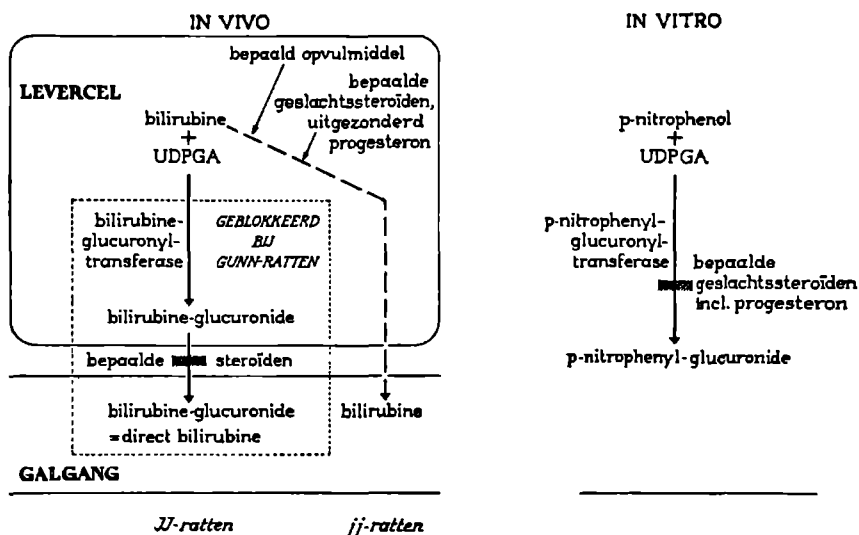 IN VIVO
bepaald opvulmiddel
bepaalde
geslachtssteroïden,
uitgezonderd
progesteron
LEVERCEL
bilirubine
+
UDPGA
bilirubine-
glucuronyl-
transferase
GEBLOKKEERD
BIJ
GUNN-RATTEN
bilirubine-glucuronide
bepaalde steroïden
bilirubine-glucuronide
=direct bilirubine
bilirubine
GALGANG
JJ-ratten
jj-ratten
IN VITRO
p-nitrophenol
+
UDPGA
p-nitrophenyl-
glucuronyl-
transferase
bepaalde
geslachtssteroïden
incl. progesteron
p-nitrophenyl-glucuronide